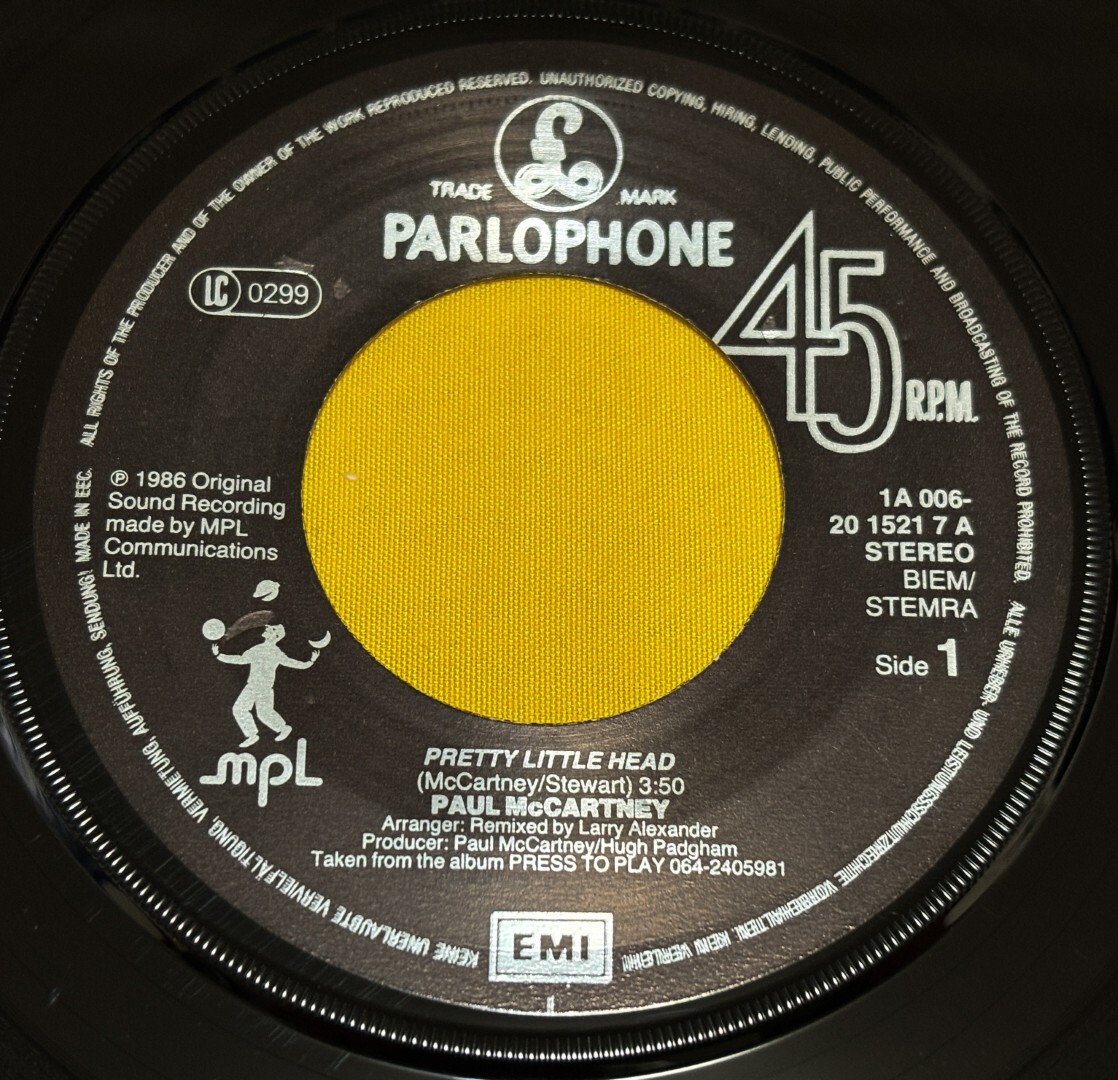 ALL RIGHTS OF THE PRODUCER AND OF THE OWNER OF THE WORK REPRODUCED RESERVED. UNAUTHORIZED COPYING, HIRING, LENDING, PUBLIC PERFORMANCE AND BROADCASTING OF THE RECORD PROHIBITED.
ALLE URHEBER- UND LEISTUNGSSCHUTZRECHTE VORBEHALTEN! KEIN VERLEIH!
KEINE UNERLAUBTE VERVIELFÄLTIGUNG, VERMIETUNG, AUFFÜHRUNG, SENDUNG! MADE IN EEC.
£
TRADE MARK
PARLOPHONE
45
R.P.M.
LC 0299
℗ 1986 Original
Sound Recording
made by MPL
Communications
Ltd.
mpL
1A 006-
20 1521 7 A
STEREO
BIEM/
STEMRA
Side 1
PRETTY LITTLE HEAD
(McCartney/Stewart) 3:50
PAUL McCARTNEY
Arranger: Remixed by Larry Alexander
Producer: Paul McCartney/Hugh Padgham
Taken from the album PRESS TO PLAY 064-2405981
EMI